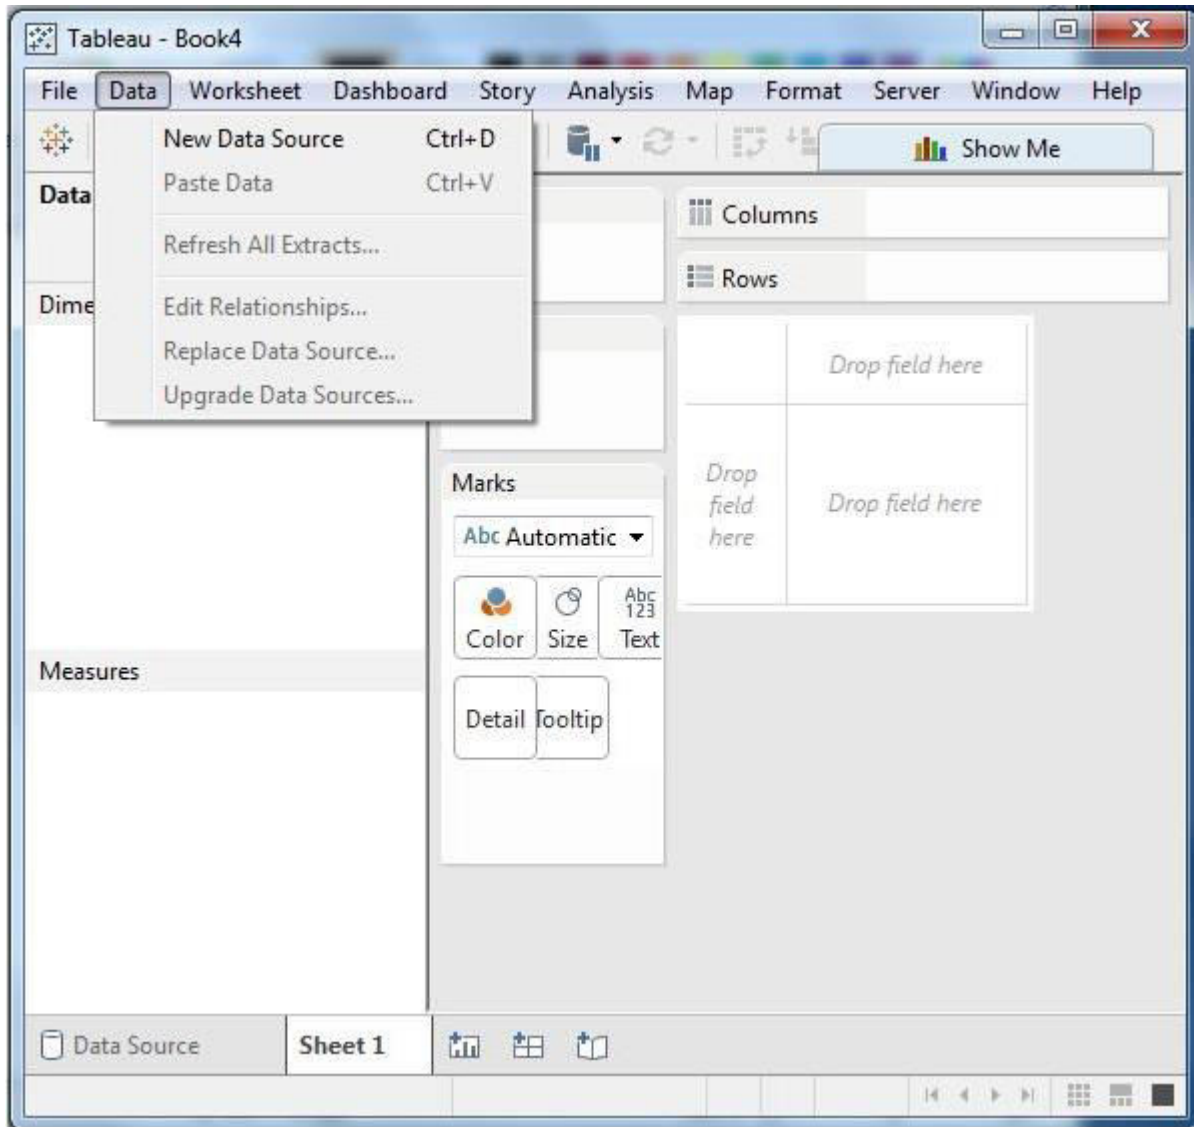 Tableau - Book4
File Data Worksheet Dashboard Story Analysis Map Format Server Window Help
Show Me
New Data Source Ctrl+D
Paste Data Ctrl+V
Refresh All Extracts...
Edit Relationships...
Replace Data Source...
Upgrade Data Sources...
Data
Dime
Columns
Rows
Drop field here
Drop
field
here
Drop field here
Marks
Abc Automatic
Color Size Abc
123
Text
Detail Tooltip
Measures
Data Source Sheet 1